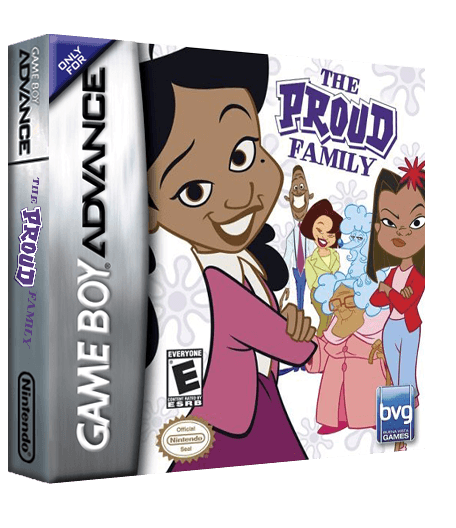 GAME BOY
ADVANCE
THE
PROUD
FAMILY
Nintendo®
ONLY
FOR
GAME BOY ADVANCE
THE
PROUD
FAMILY
EVERYONE
E
CONTENT RATED BY
ESRB
Official
Nintendo
Seal
bvg
BUENA VISTA
GAMES